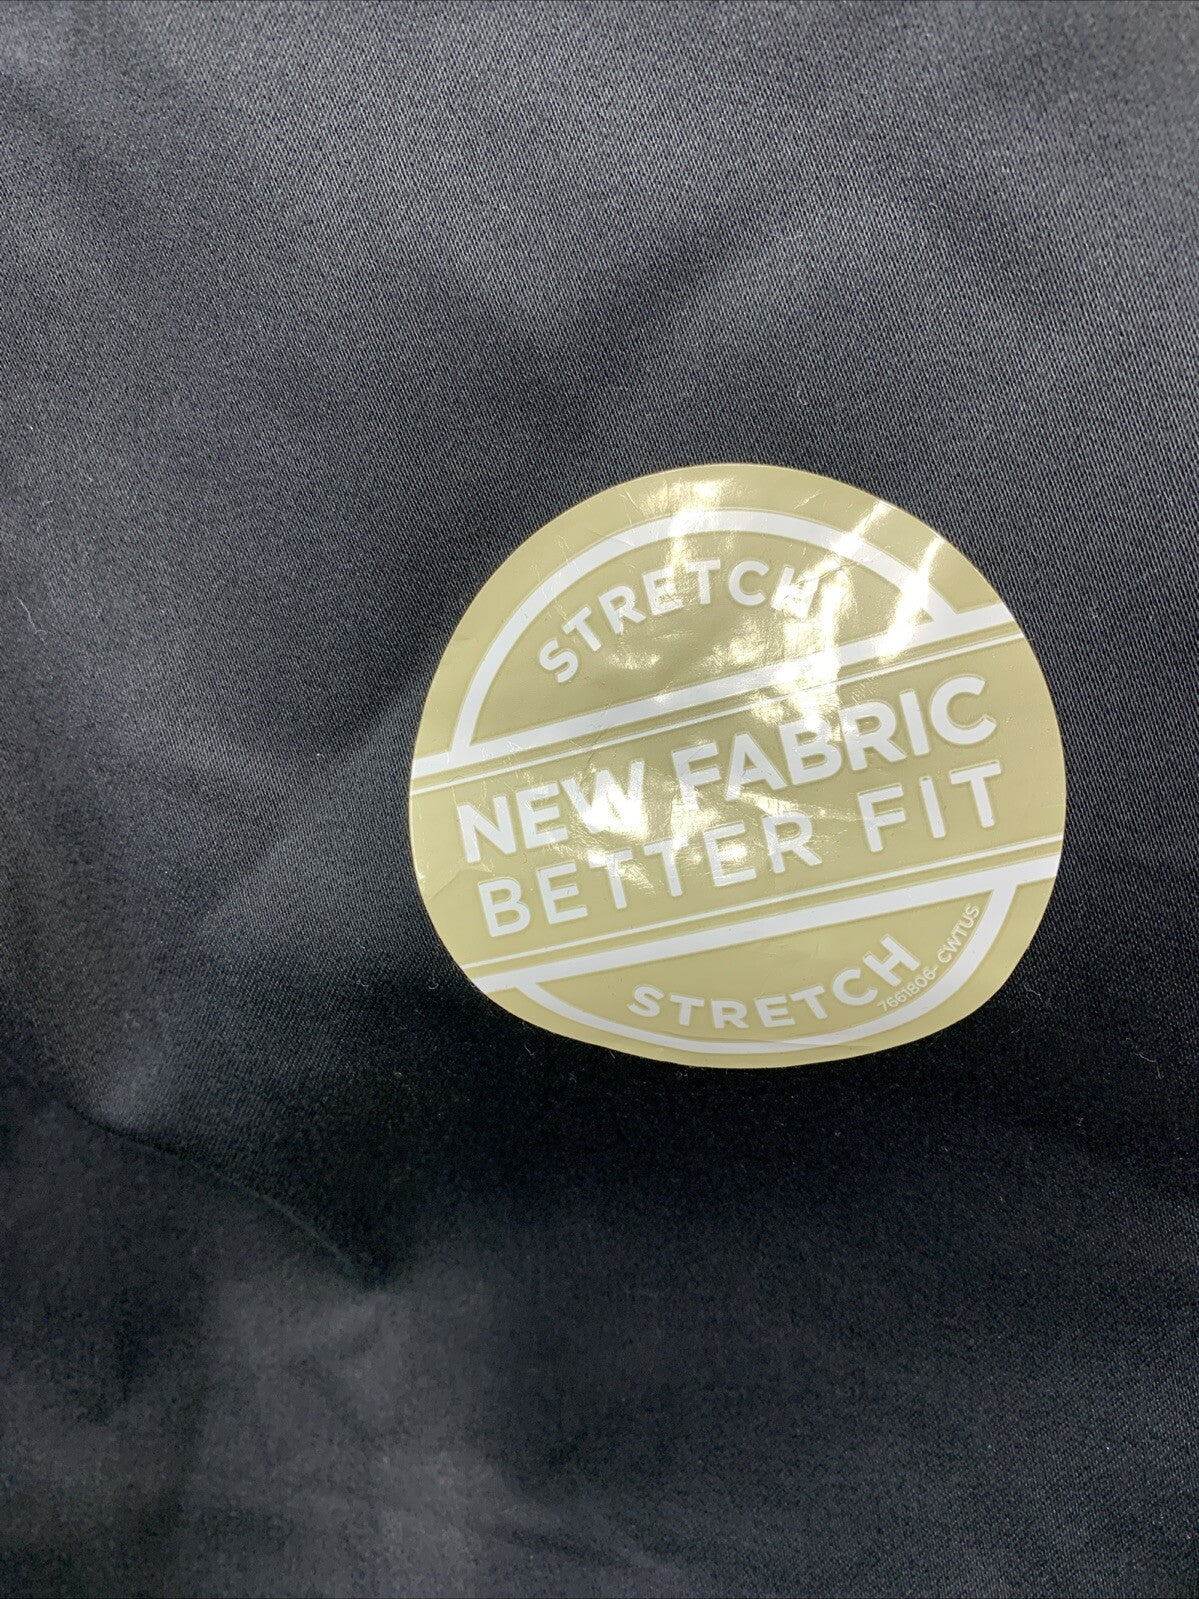 STRETCH
NEW FABRIC
BETTER FIT
STRETCH
7661806- CWTUS